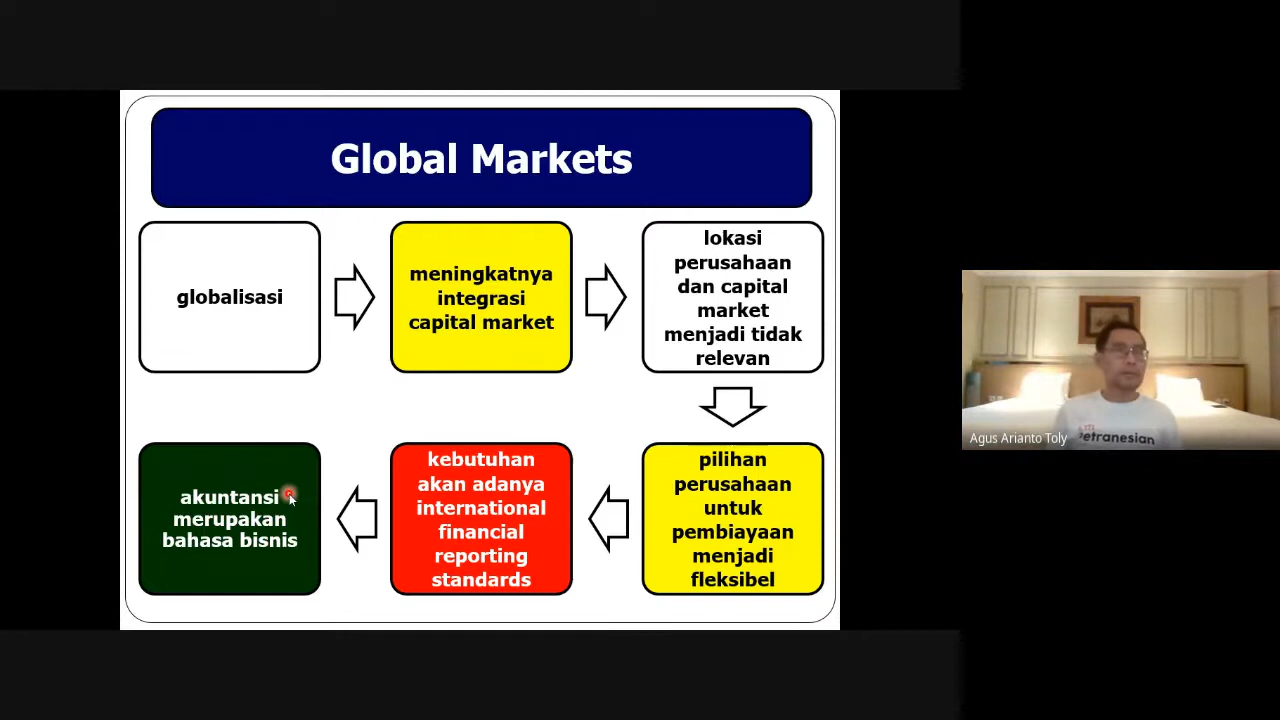 Global Markets
globalisasi
meningkatnya
integrasi
capital market
lokasi
perusahaan
dan capital
market
menjadi tidak
relevan
pilihan
perusahaan
untuk
pembiayaan
menjadi
fleksibel
kebutuhan
akan adanya
international
financial
reporting
standards
akuntansi
merupakan
bahasa bisnis
Agus Arianto Toly